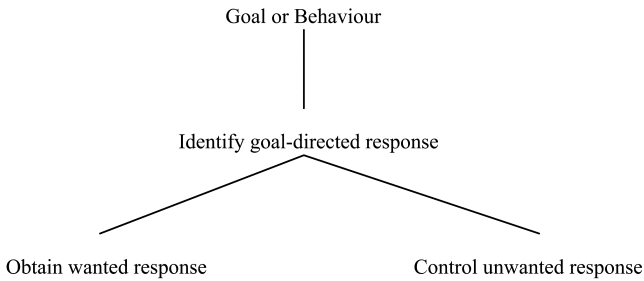 Goal or Behaviour
Identify goal-directed response
Obtain wanted response
Control unwanted response